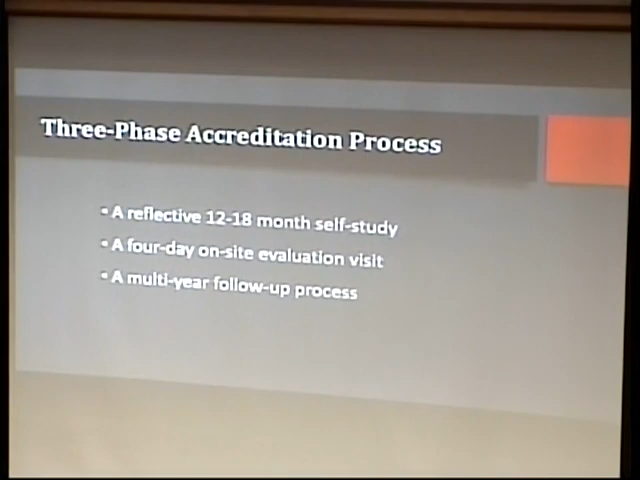 Three-Phase Accreditation Process
▪ A reflective 12-18 month self-study
▪ A four-day on-site evaluation visit
▪ A multi-year follow-up process